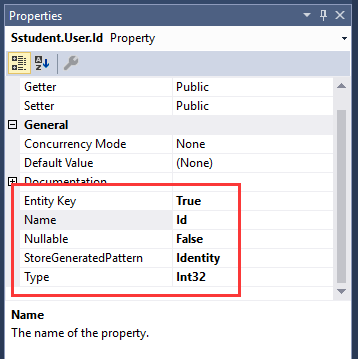 Properties
Sstudent.User.Id Property
Getter Public
Setter Public
General
Concurrency Mode None
Default Value (None)
Documentation
Entity Key True
Name Id
Nullable False
StoreGeneratedPattern Identity
Type Int32
Name
The name of the property.